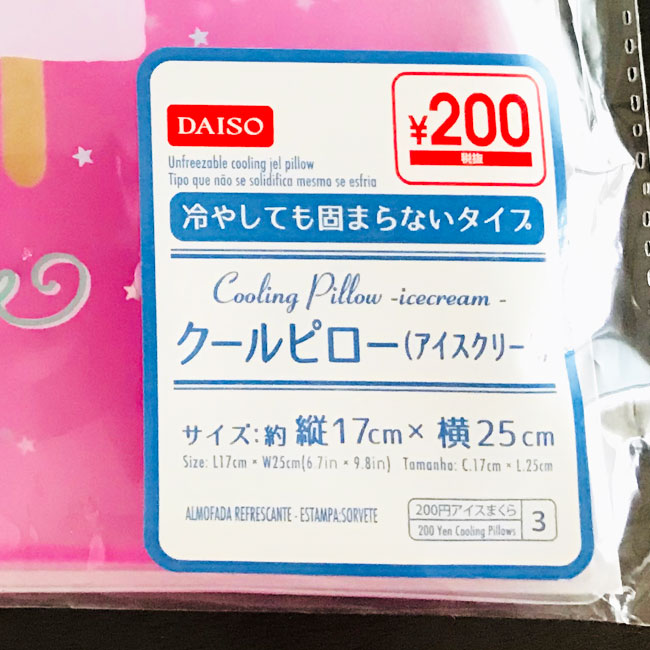 DAISO
¥200
税抜
Unfreezable cooling jel pillow
Tipo que não se solidifica mesmo se esfria
冷やしても固まらないタイプ
Cooling Pillow -icecream -
クールピロー(アイスクリー
サイズ:約 縦17cm× 横25cm
Size: L17cm × W25cm(6.7in × 9.8in) Tamanho: C.17cm × L.25cm
ALMOFADA REFRESCANTE - ESTAMPA:SORVETE
200円アイスまくら
200 Yen Cooling Pillows
3